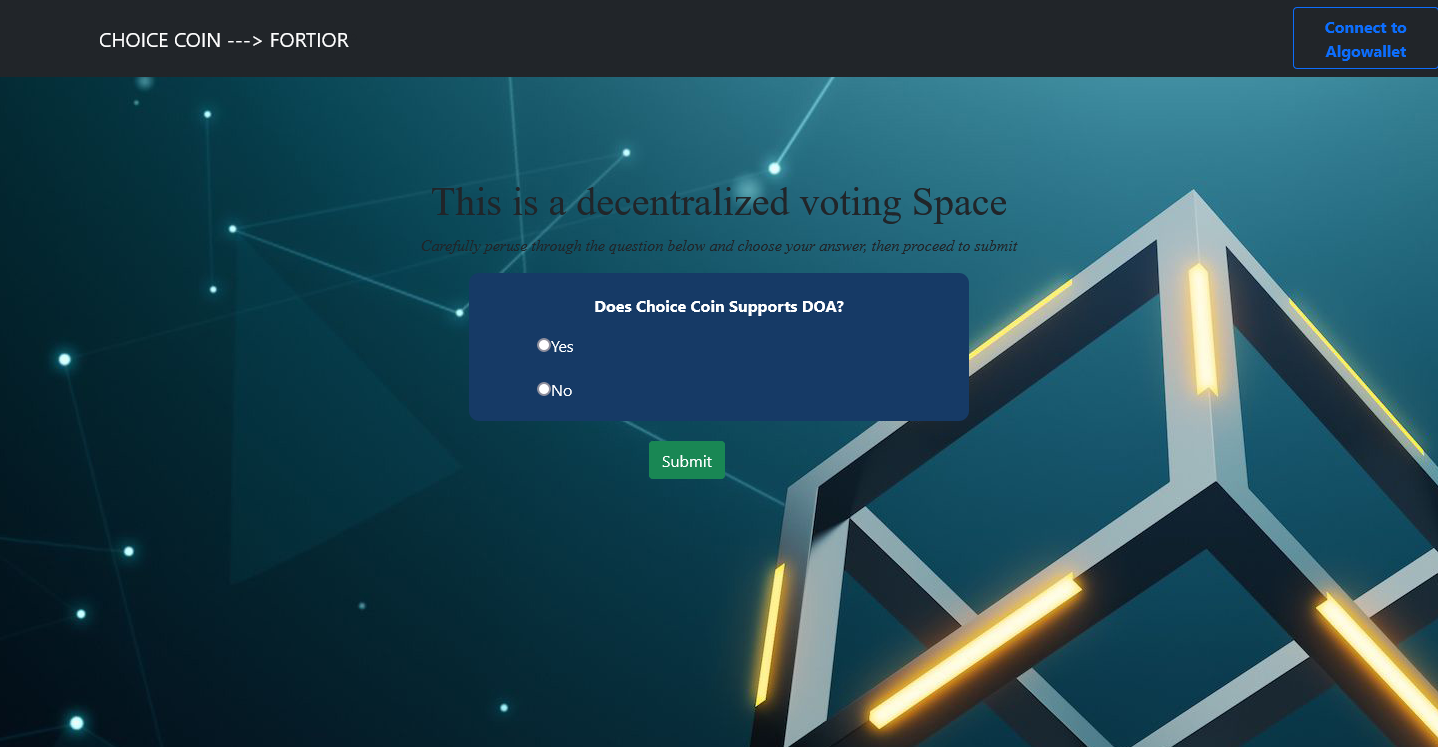 CHOICE COIN ---> FORTIOR
Connect to
Algowallet
This is a decentralized voting Space
Carefully peruse through the question below and choose your answer, then proceed to submit
Does Choice Coin Supports DOA?
Yes
No
Submit